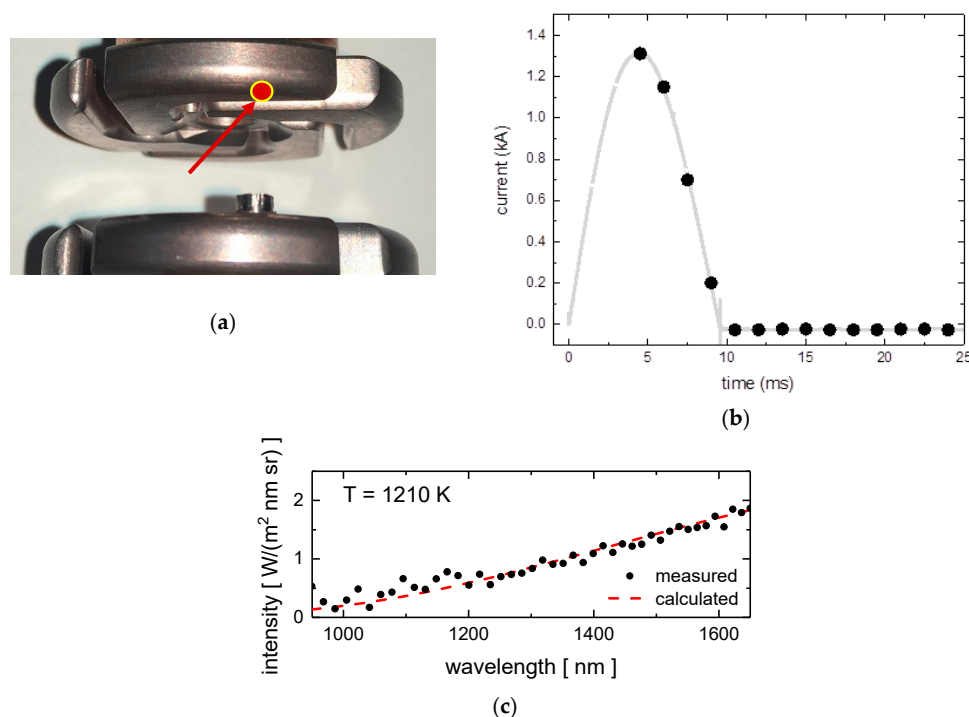 (a)
1.4
1.2
1.0
0.8
0.6
0.4
0.2
0.0
current (kA)
0 5 10 15 20 25
time (ms)
(b)
intensity [ W/(m² nm sr) ]
2
1
0
T = 1210 K
measured
calculated
1000 1200 1400 1600
wavelength [ nm ]
(c)